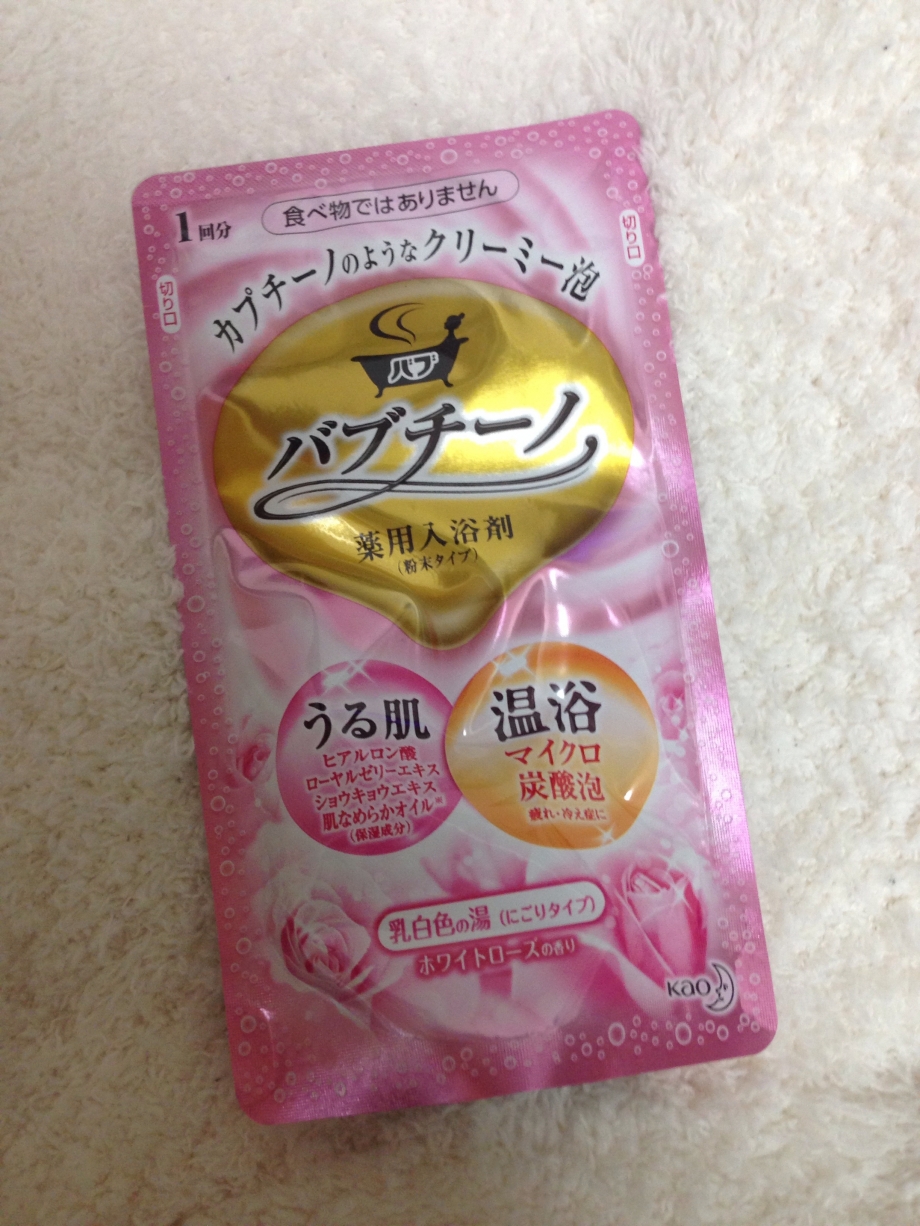 1回分
食べ物ではありません
切り口
切り口
カプチーノのようなクリーミー泡
バブ
バブチーノ
薬用入浴剤
(粉末タイプ)
うる肌
ヒアルロン酸
ローヤルゼリーエキス
ショウキョウエキス
肌なめらかオイル※
(保湿成分)
温浴
マイクロ
炭酸泡
疲れ・冷え症に
乳白色の湯(にごりタイプ)
ホワイトローズの香り
Kao